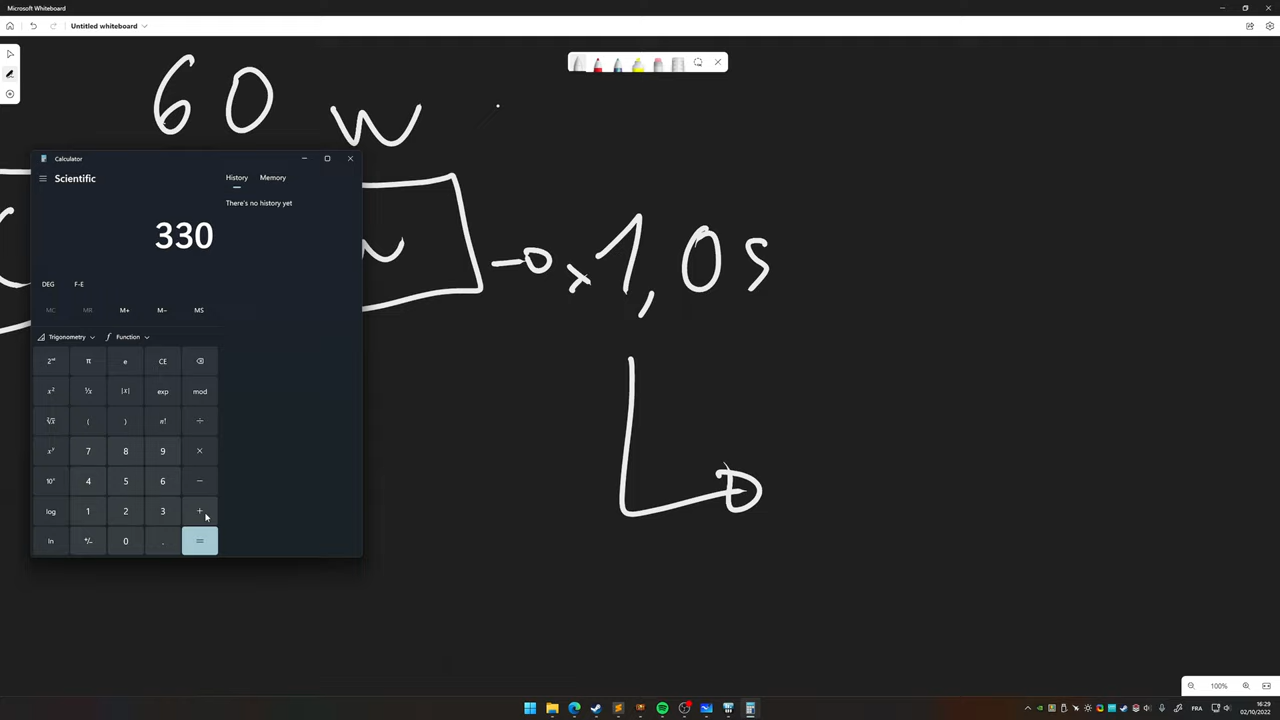 Microsoft Whiteboard
Untitled whiteboard
60 w
x1,0s
Calculator
Scientific
History Memory
There's no history yet
330
DEG F-E
MC MR M+ M- MS
Trigonometry Function
2ⁿᵈ π e CE
x² ⅟x |x| exp mod
²√x ( ) n! ÷
xʸ 7 8 9 ×
10ˣ 4 5 6 −
log 1 2 3 +
ln +/- 0 . =
100%
FRA
16:29
02/10/2022